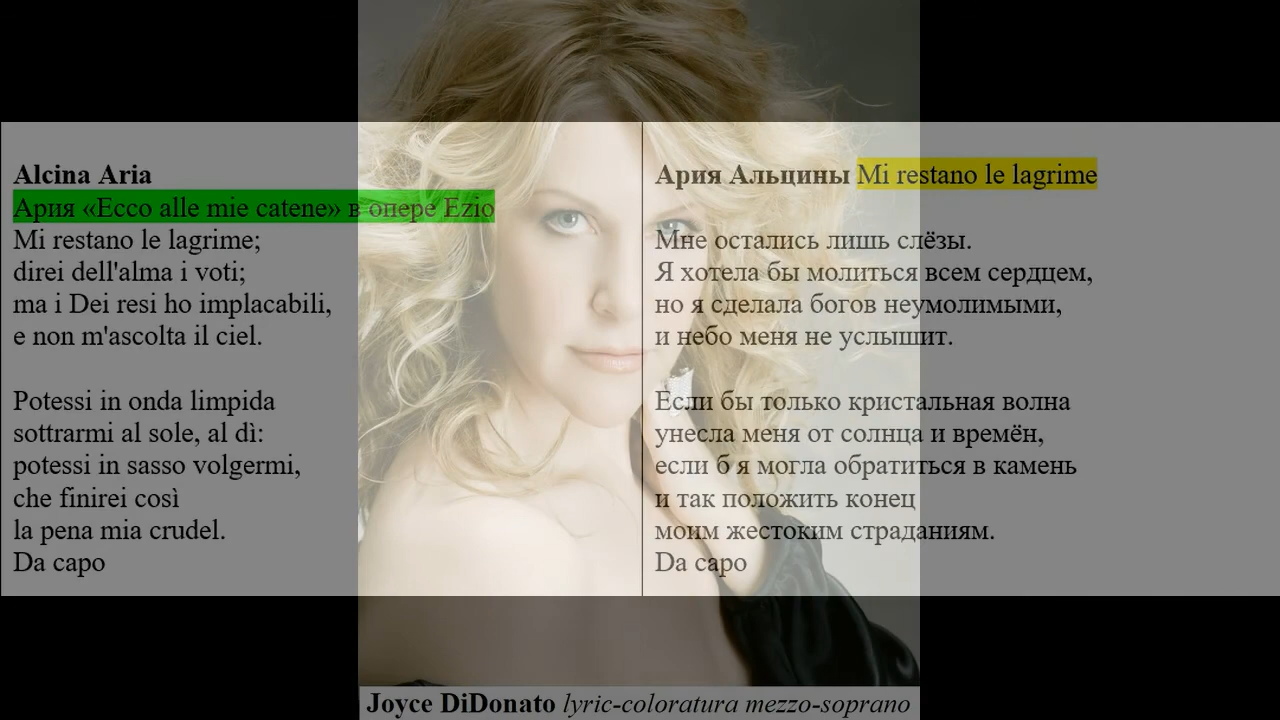 Alcina Aria
Ария «Ecco alle mie catene» в опере Ezio
Mi restano le lagrime;
direi dell'alma i voti;
ma i Dei resi ho implacabili,
e non m'ascolta il ciel.
Potessi in onda limpida
sottrarmi al sole, al dì:
potessi in sasso volgermi,
che finirei così
la pena mia crudel.
Da capo
Ария Альцины Mi restano le lagrime
Мне остались лишь слёзы.
Я хотела бы молиться всем сердцем,
но я сделала богов неумолимыми,
и небо меня не услышит.
Если бы только кристальная волна
унесла меня от солнца и времён,
если б я могла обратиться в камень
и так положить конец
моим жестоким страданиям.
Da capo
Joyce DiDonato lyric-coloratura mezzo-soprano